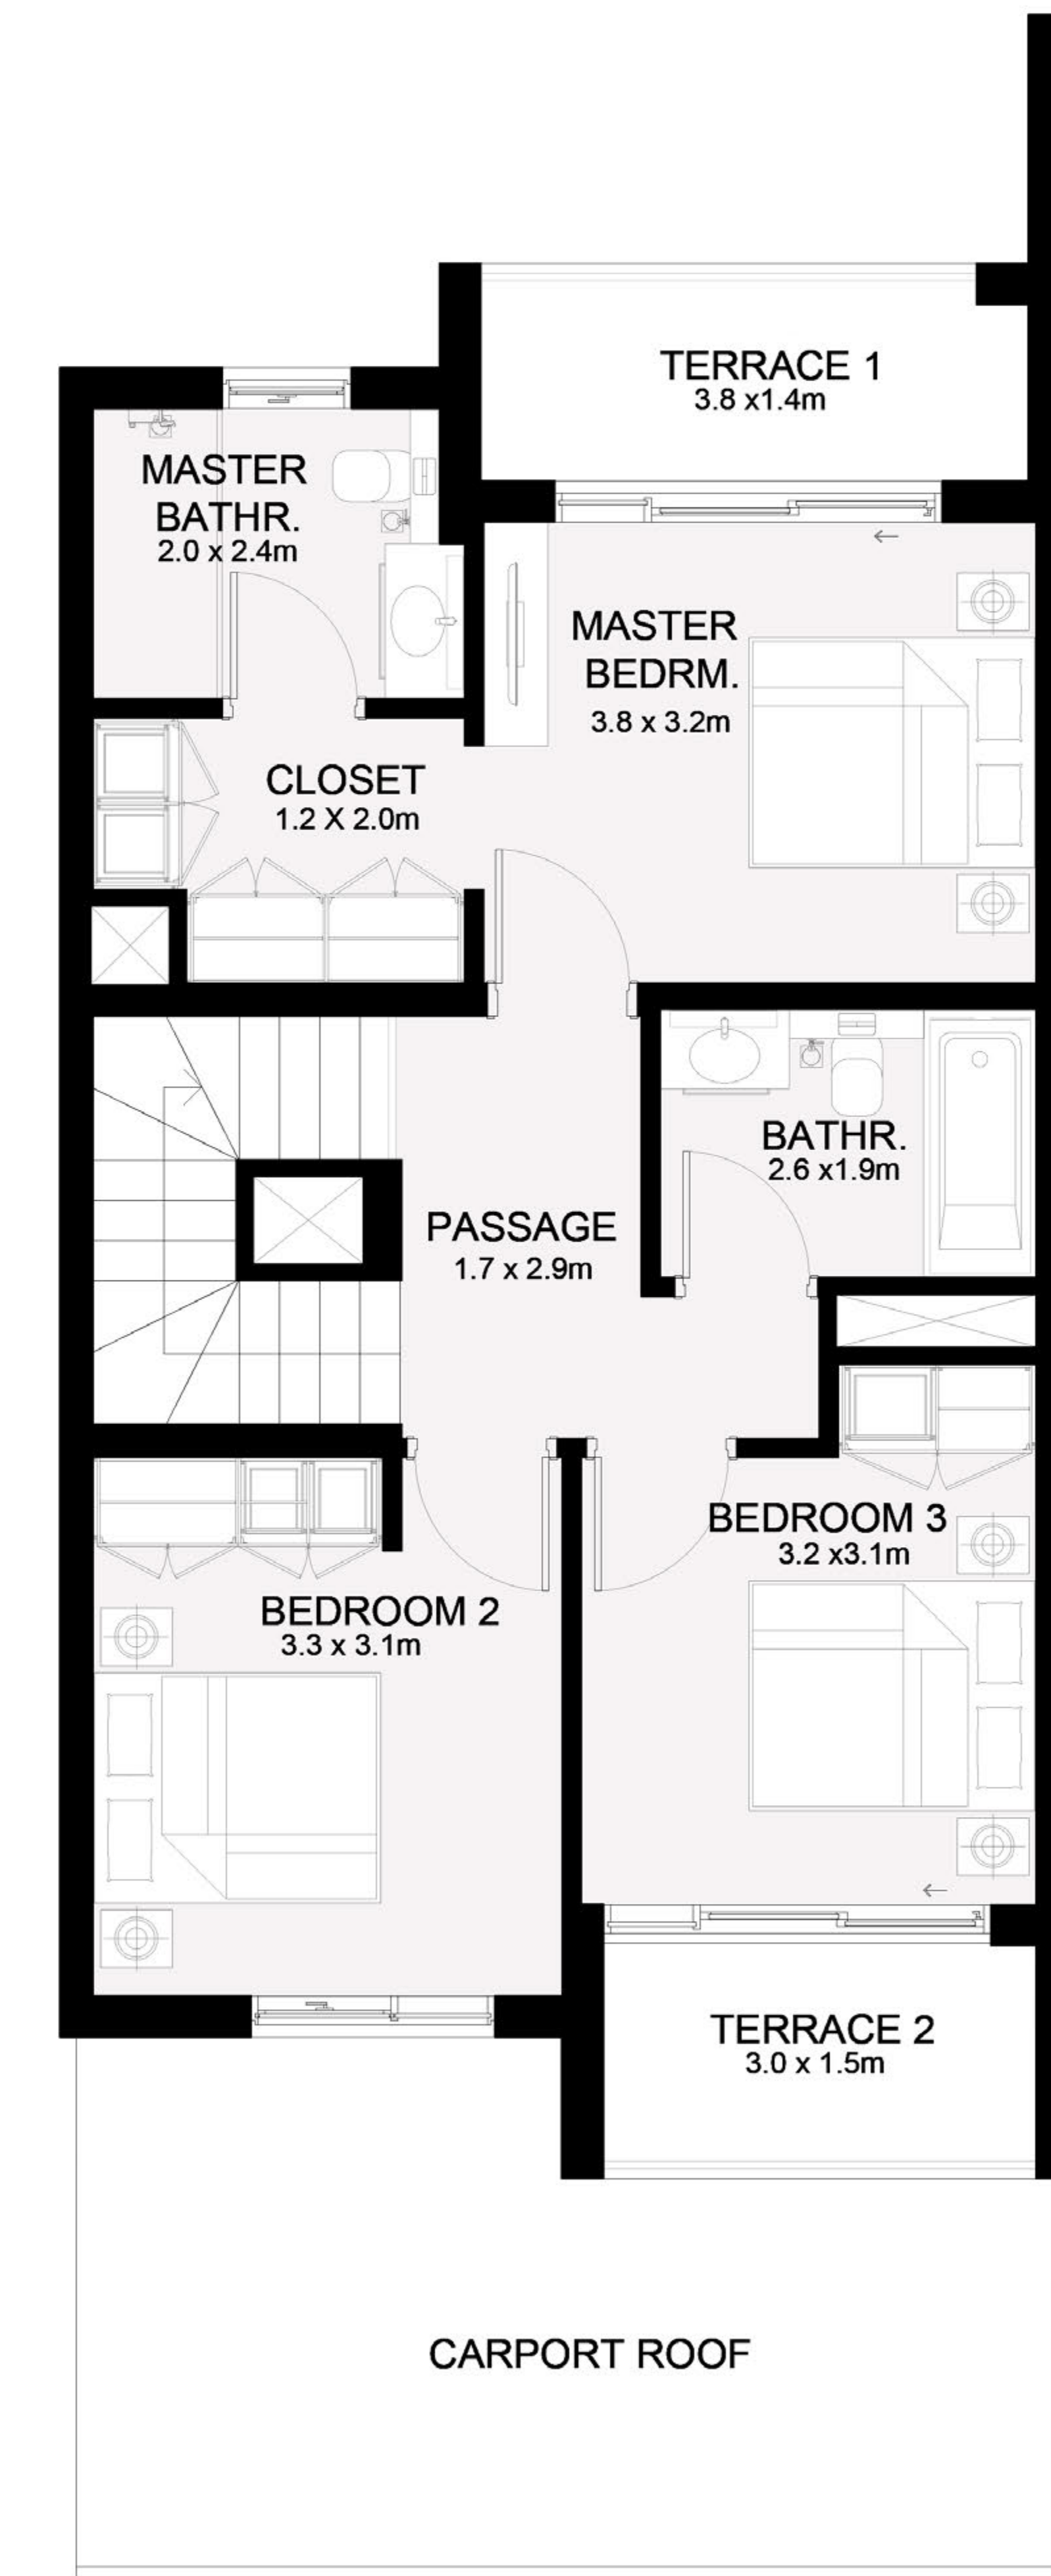 TERRACE 1
3.8 x1.4m
MASTER
BATHR.
2.0 x 2.4m
MASTER
BEDRM.
3.8 x 3.2m
CLOSET
1.2 X 2.0m
BATHR.
2.6 x1.9m
PASSAGE
1.7 x 2.9m
BEDROOM 3
3.2 x3.1m
BEDROOM 2
3.3 x 3.1m
TERRACE 2
3.0 x 1.5m
CARPORT ROOF